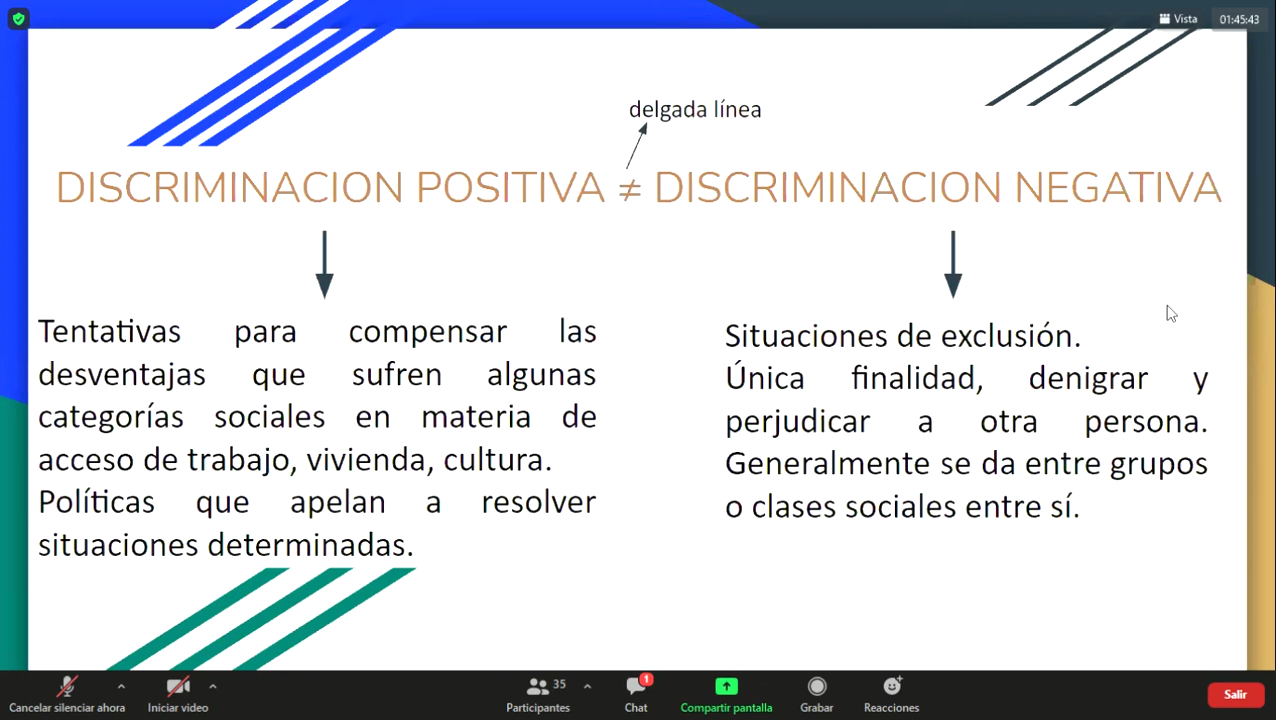 Vista
01:45:43
delgada línea
DISCRIMINACION POSITIVA ≠ DISCRIMINACION NEGATIVA
Tentativas para compensar las
desventajas que sufren algunas
categorías sociales en materia de
acceso de trabajo, vivienda, cultura.
Políticas que apelan a resolver
situaciones determinadas.
Situaciones de exclusión.
Única finalidad, denigrar y
perjudicar a otra persona.
Generalmente se da entre grupos
o clases sociales entre sí.
Cancelar silenciar ahora
Iniciar video
35
Participantes
1
Chat
Compartir pantalla
Grabar
Reacciones
Salir